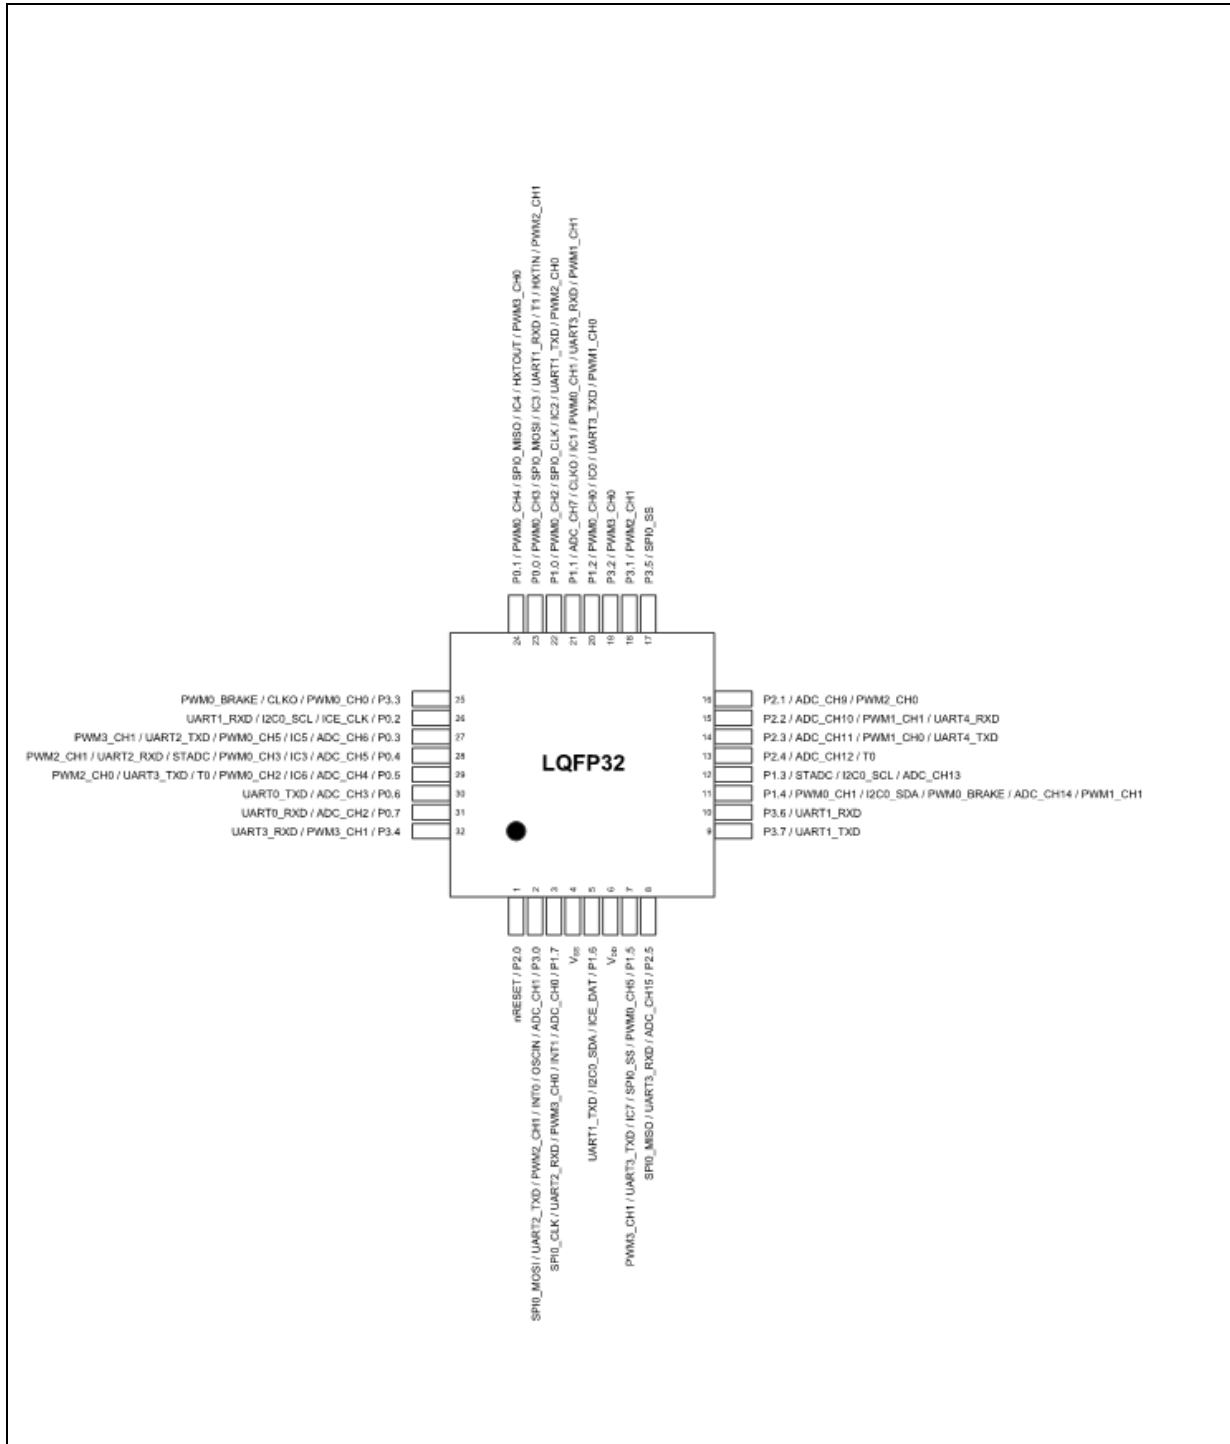 P0.1 / PWM0_CH4 / SPI0_MISO / IC4 / HXTOUT / PWM3_CH0
P0.0 / PWM0_CH3 / SPI0_MOSI / IC3 / UART1_RXD / T1 / HXTIN / PWM2_CH1
P1.0 / PWM0_CH2 / SPI0_CLK / IC2 / UART1_TXD / PWM2_CH0
P1.1 / ADC_CH7 / CLKO / IC1 / PWM0_CH1 / UART3_RXD / PWM1_CH1
P1.2 / PWM0_CH0 / IC0 / UART3_TXD / PWM1_CH0
P3.2 / PWM3_CH0
P3.1 / PWM2_CH1
P3.5 / SPI0_SS
24
23
22
21
20
19
18
17
PWM0_BRAKE / CLKO / PWM0_CH0 / P3.3 25
UART1_RXD / I2C0_SCL / ICE_CLK / P0.2 26
PWM3_CH1 / UART2_TXD / PWM0_CH5 / IC5 / ADC_CH6 / P0.3 27
PWM2_CH1 / UART2_RXD / STADC / PWM0_CH3 / IC3 / ADC_CH5 / P0.4 28
PWM2_CH0 / UART3_TXD / T0 / PWM0_CH2 / IC6 / ADC_CH4 / P0.5 29
UART0_TXD / ADC_CH3 / P0.6 30
UART0_RXD / ADC_CH2 / P0.7 31
UART3_RXD / PWM3_CH1 / P3.4 32
LQFP32
16 P2.1 / ADC_CH9 / PWM2_CH0
15 P2.2 / ADC_CH10 / PWM1_CH1 / UART4_RXD
14 P2.3 / ADC_CH11 / PWM1_CH0 / UART4_TXD
13 P2.4 / ADC_CH12 / T0
12 P1.3 / STADC / I2C0_SCL / ADC_CH13
11 P1.4 / PWM0_CH1 / I2C0_SDA / PWM0_BRAKE / ADC_CH14 / PWM1_CH1
10 P3.6 / UART1_RXD
9 P3.7 / UART1_TXD
1
2
3
4
5
6
7
8
nRESET / P2.0
SPI0_MOSI / UART2_TXD / PWM2_CH1 / INT0 / OSCIN / ADC_CH1 / P3.0
SPI0_CLK / UART2_RXD / PWM3_CH0 / INT1 / ADC_CH0 / P1.7
VSS
UART1_TXD / I2C0_SDA / ICE_DAT / P1.6
VDD
PWM3_CH1 / UART3_TXD / IC7 / SPI0_SS / PWM0_CH5 / P1.5
SPI0_MISO / UART3_RXD / ADC_CH15 / P2.5